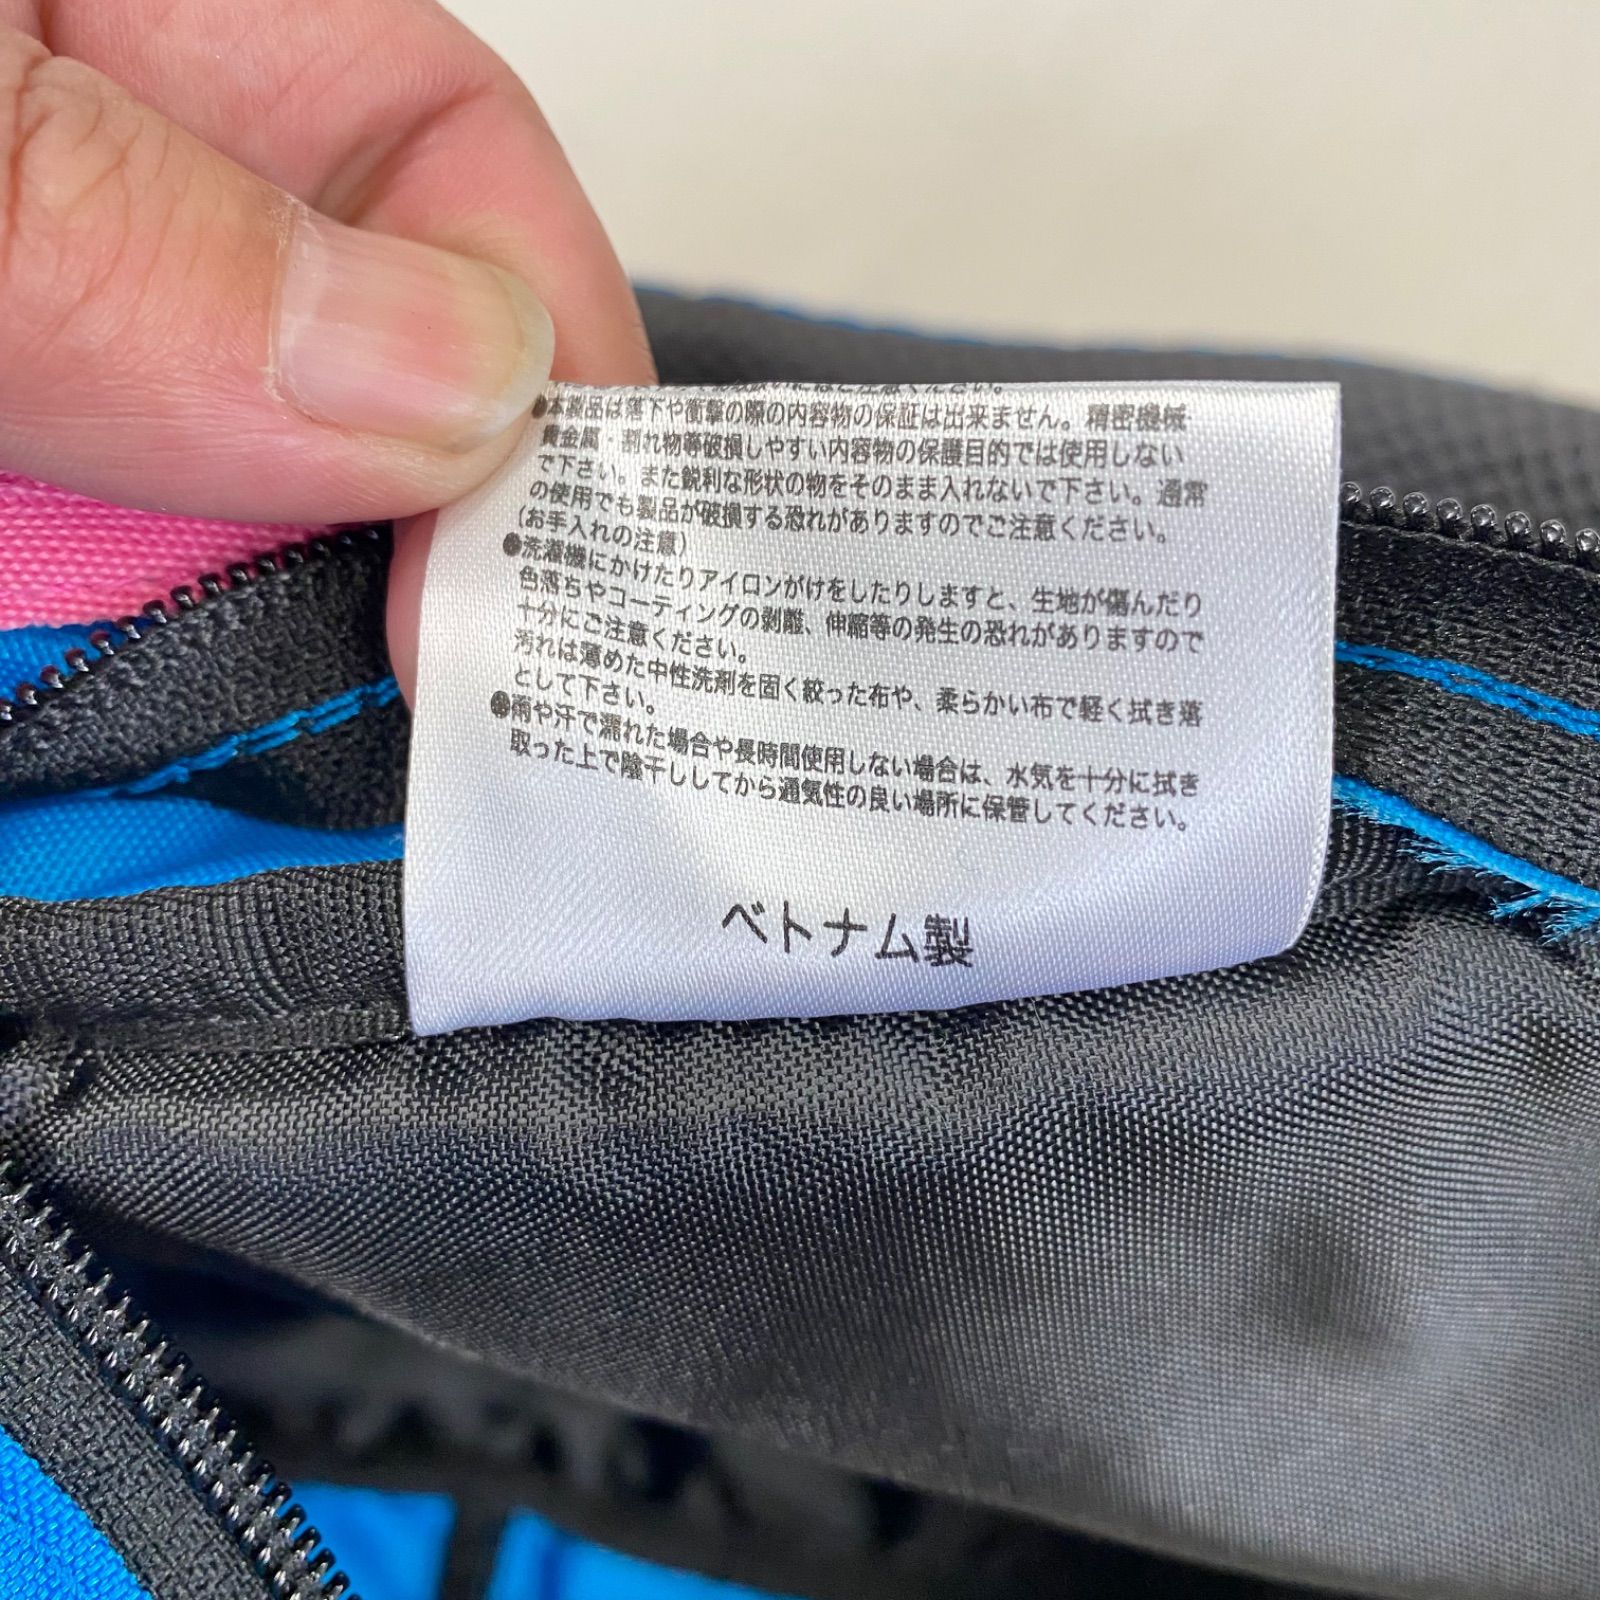 にはご注意ください。
●本製品は落下や衝撃の際の内容物の保証は出来ません。精密機械・
貴金属・割れ物等破損しやすい内容物の保護目的では使用しない
で下さい。また鋭利な形状の物をそのまま入れないで下さい。通常
の使用でも製品が破損する恐れがありますのでご注意ください。
(お手入れの注意)
●洗濯機にかけたりアイロンがけをしたりしますと、生地が傷んだり
色落ちやコーティングの剥離、伸縮等の発生の恐れがありますので
十分にご注意ください。
汚れは薄めた中性洗剤を固く絞った布や、柔らかい布で軽く拭き落
として下さい。
●雨や汗で濡れた場合や長時間使用しない場合は、水気を十分に拭き
取った上で陰干ししてから通気性の良い場所に保管してください。
ベトナム製